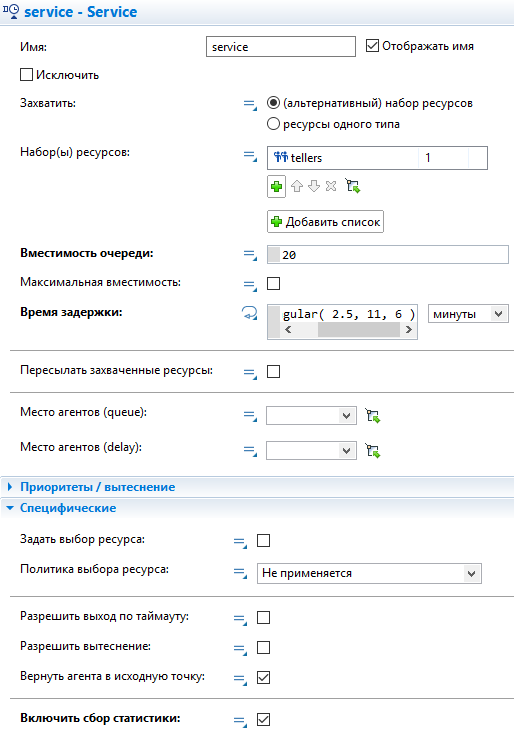 service - Service
Имя: service Отображать имя
Исключить
Захватить: (альтернативный) набор ресурсов
ресурсы одного типа
Набор(ы) ресурсов: tellers 1
Добавить список
Вместимость очереди: 20
Максимальная вместимость:
Время задержки: gular( 2.5, 11, 6 ) минуты
Пересылать захваченные ресурсы:
Место агентов (queue):
Место агентов (delay):
Приоритеты / вытеснение
Специфические
Задать выбор ресурса:
Политика выбора ресурса: Не применяется
Разрешить выход по таймауту:
Разрешить вытеснение:
Вернуть агента в исходную точку:
Включить сбор статистики: